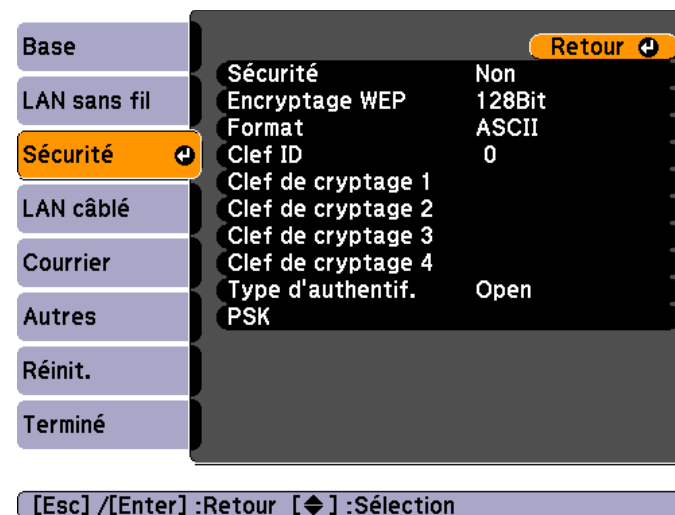 Base
LAN sans fil
Sécurité
LAN câblé
Courrier
Autres
Réinit.
Terminé
Retour
Sécurité Non
Encryptage WEP 128Bit
Format ASCII
Clef ID 0
Clef de cryptage 1
Clef de cryptage 2
Clef de cryptage 3
Clef de cryptage 4
Type d'authentif. Open
PSK
[Esc] /[Enter] :Retour [◆] :Sélection